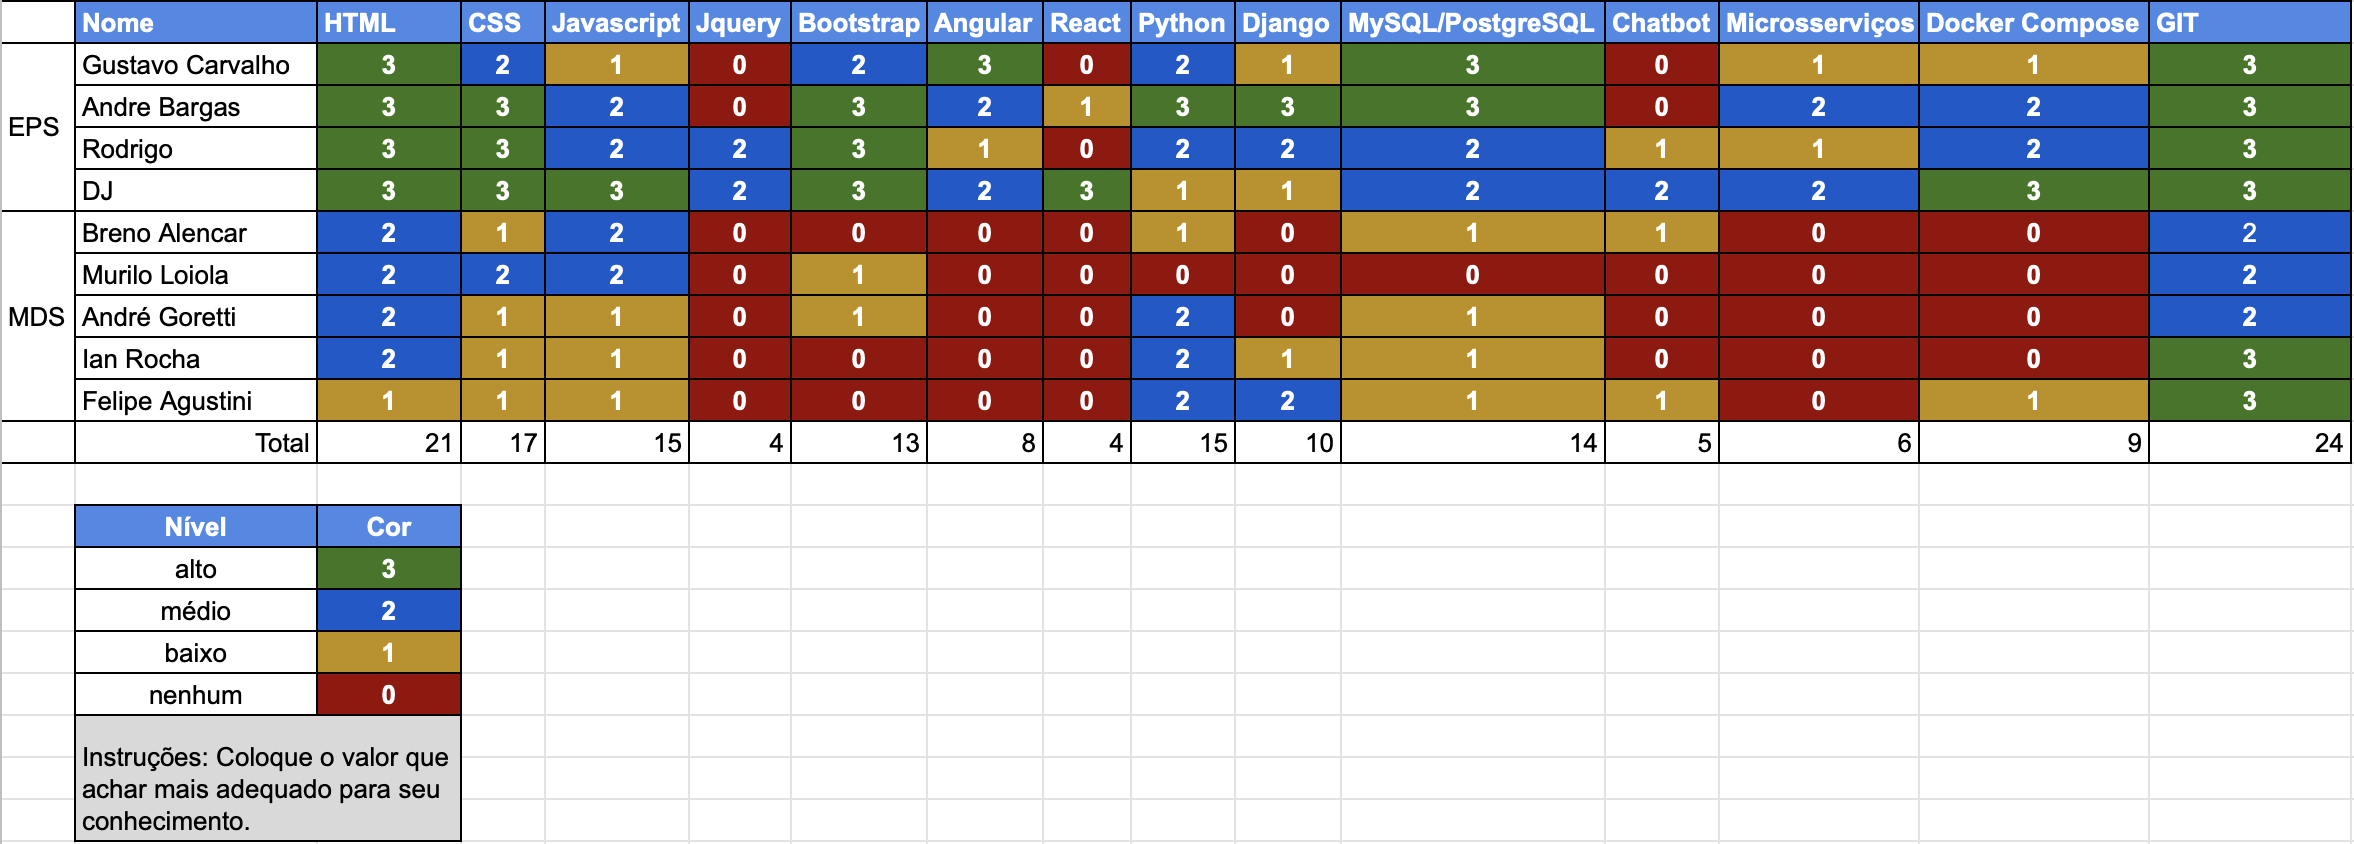 Nome HTML CSS Javascript Jquery Bootstrap Angular React Python Django MySQL/PostgreSQL Chatbot Microsserviços Docker Compose GIT
EPS
Gustavo Carvalho 3 2 1 0 2 3 0 2 1 3 0 1 1 3
Andre Bargas 3 3 2 0 3 2 1 3 3 3 0 2 2 3
Rodrigo 3 3 2 2 3 1 0 2 2 2 1 1 2 3
DJ 3 3 3 2 3 2 3 1 1 2 2 2 3 3
MDS
Breno Alencar 2 1 2 0 0 0 0 1 0 1 1 0 0 2
Murilo Loiola 2 2 2 0 1 0 0 0 0 0 0 0 0 2
André Goretti 2 1 1 0 1 0 0 2 0 1 0 0 0 2
Ian Rocha 2 1 1 0 0 0 0 2 1 1 0 0 0 3
Felipe Agustini 1 1 1 0 0 0 0 2 2 1 1 0 1 3
Total 21 17 15 4 13 8 4 15 10 14 5 6 9 24
Nível Cor
alto 3
médio 2
baixo 1
nenhum 0
Instruções: Coloque o valor que
achar mais adequado para seu
conhecimento.